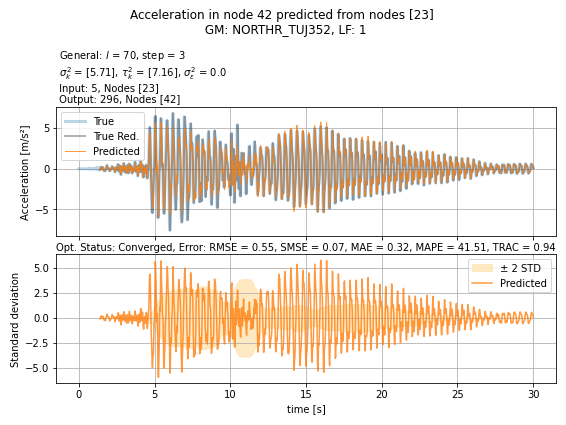 Acceleration in node 42 predicted from nodes [23]
GM: NORTHR_TUJ352, LF: 1
General: l = 70, step = 3
σ²ₖ = [5.71], τ²ₖ = [7.16], σ²ε = 0.0
Input: 5, Nodes [23]
Output: 296, Nodes [42]
True
True Red.
Predicted
Acceleration [m/s²]
5
0
−5
Opt. Status: Converged, Error: RMSE = 0.55, SMSE = 0.07, MAE = 0.32, MAPE = 41.51, TRAC = 0.94
± 2 STD
Predicted
Standard deviation
5.0
2.5
0.0
−2.5
−5.0
0 5 10 15 20 25 30
time [s]